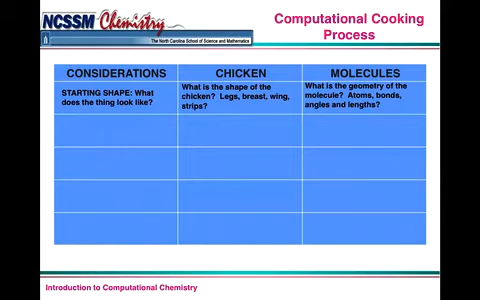 NCSSM Chemistry
The North Carolina School of Science and Mathematics
Computational Cooking
Process
CONSIDERATIONS CHICKEN MOLECULES
STARTING SHAPE: What
does the thing look like?
What is the shape of the
chicken? Legs, breast, wing,
strips?
What is the geometry of the
molecule? Atoms, bonds,
angles and lengths?
Introduction to Computational Chemistry